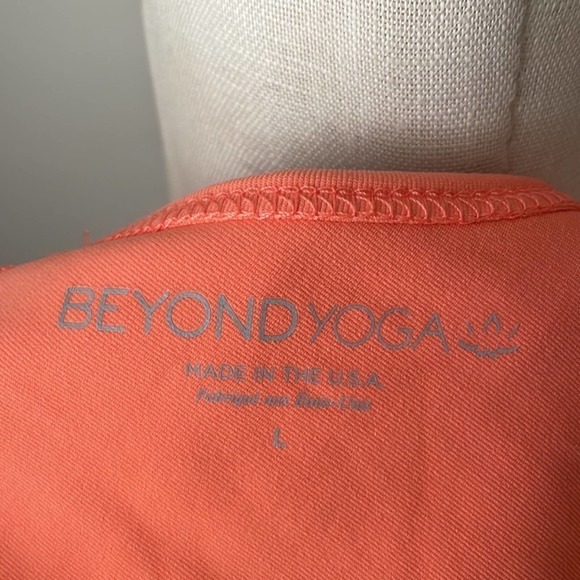 BEYOND YOGA
MADE IN THE U.S.A.
Fabriqué aux États-Unis
L